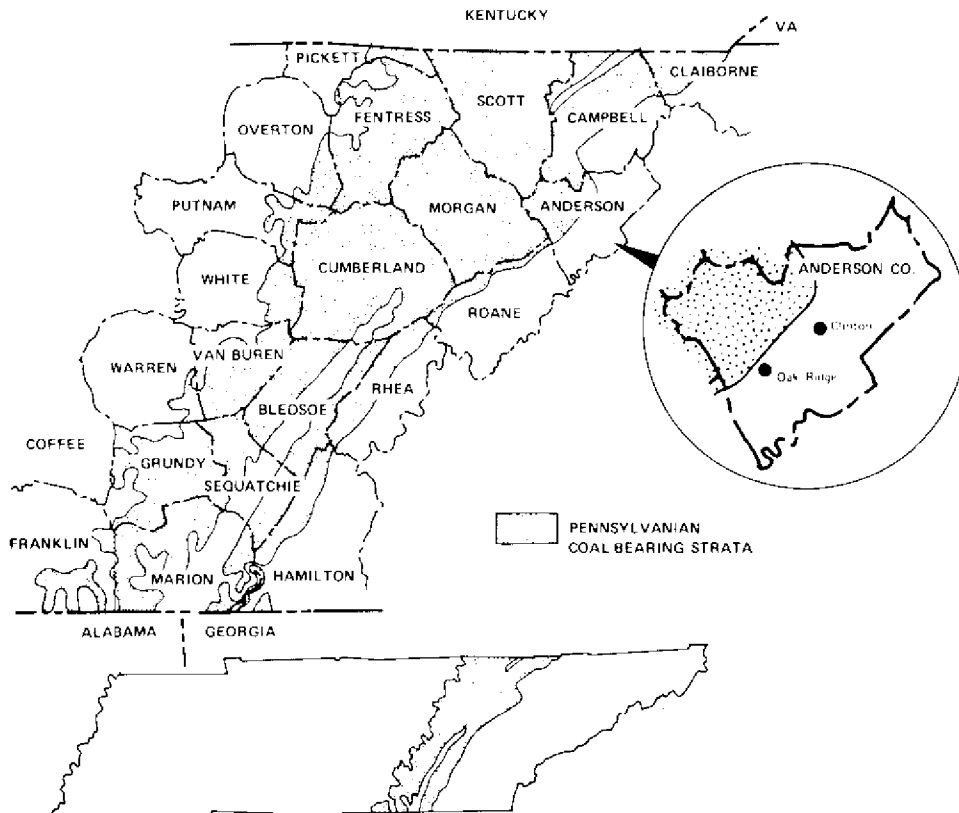 KENTUCKY
VA
PICKETT
CLAIBORNE
SCOTT
FENTRESS
CAMPBELL
OVERTON
PUTNAM
MORGAN
ANDERSON
CUMBERLAND
WHITE
ROANE
ANDERSON CO.
Clinton
Oak Ridge
VAN BUREN
WARREN
RHEA
BLEDSOE
COFFEE
GRUNDY
SEQUATCHIE
PENNSYLVANIAN
COAL BEARING STRATA
FRANKLIN
MARION
HAMILTON
ALABAMA
GEORGIA